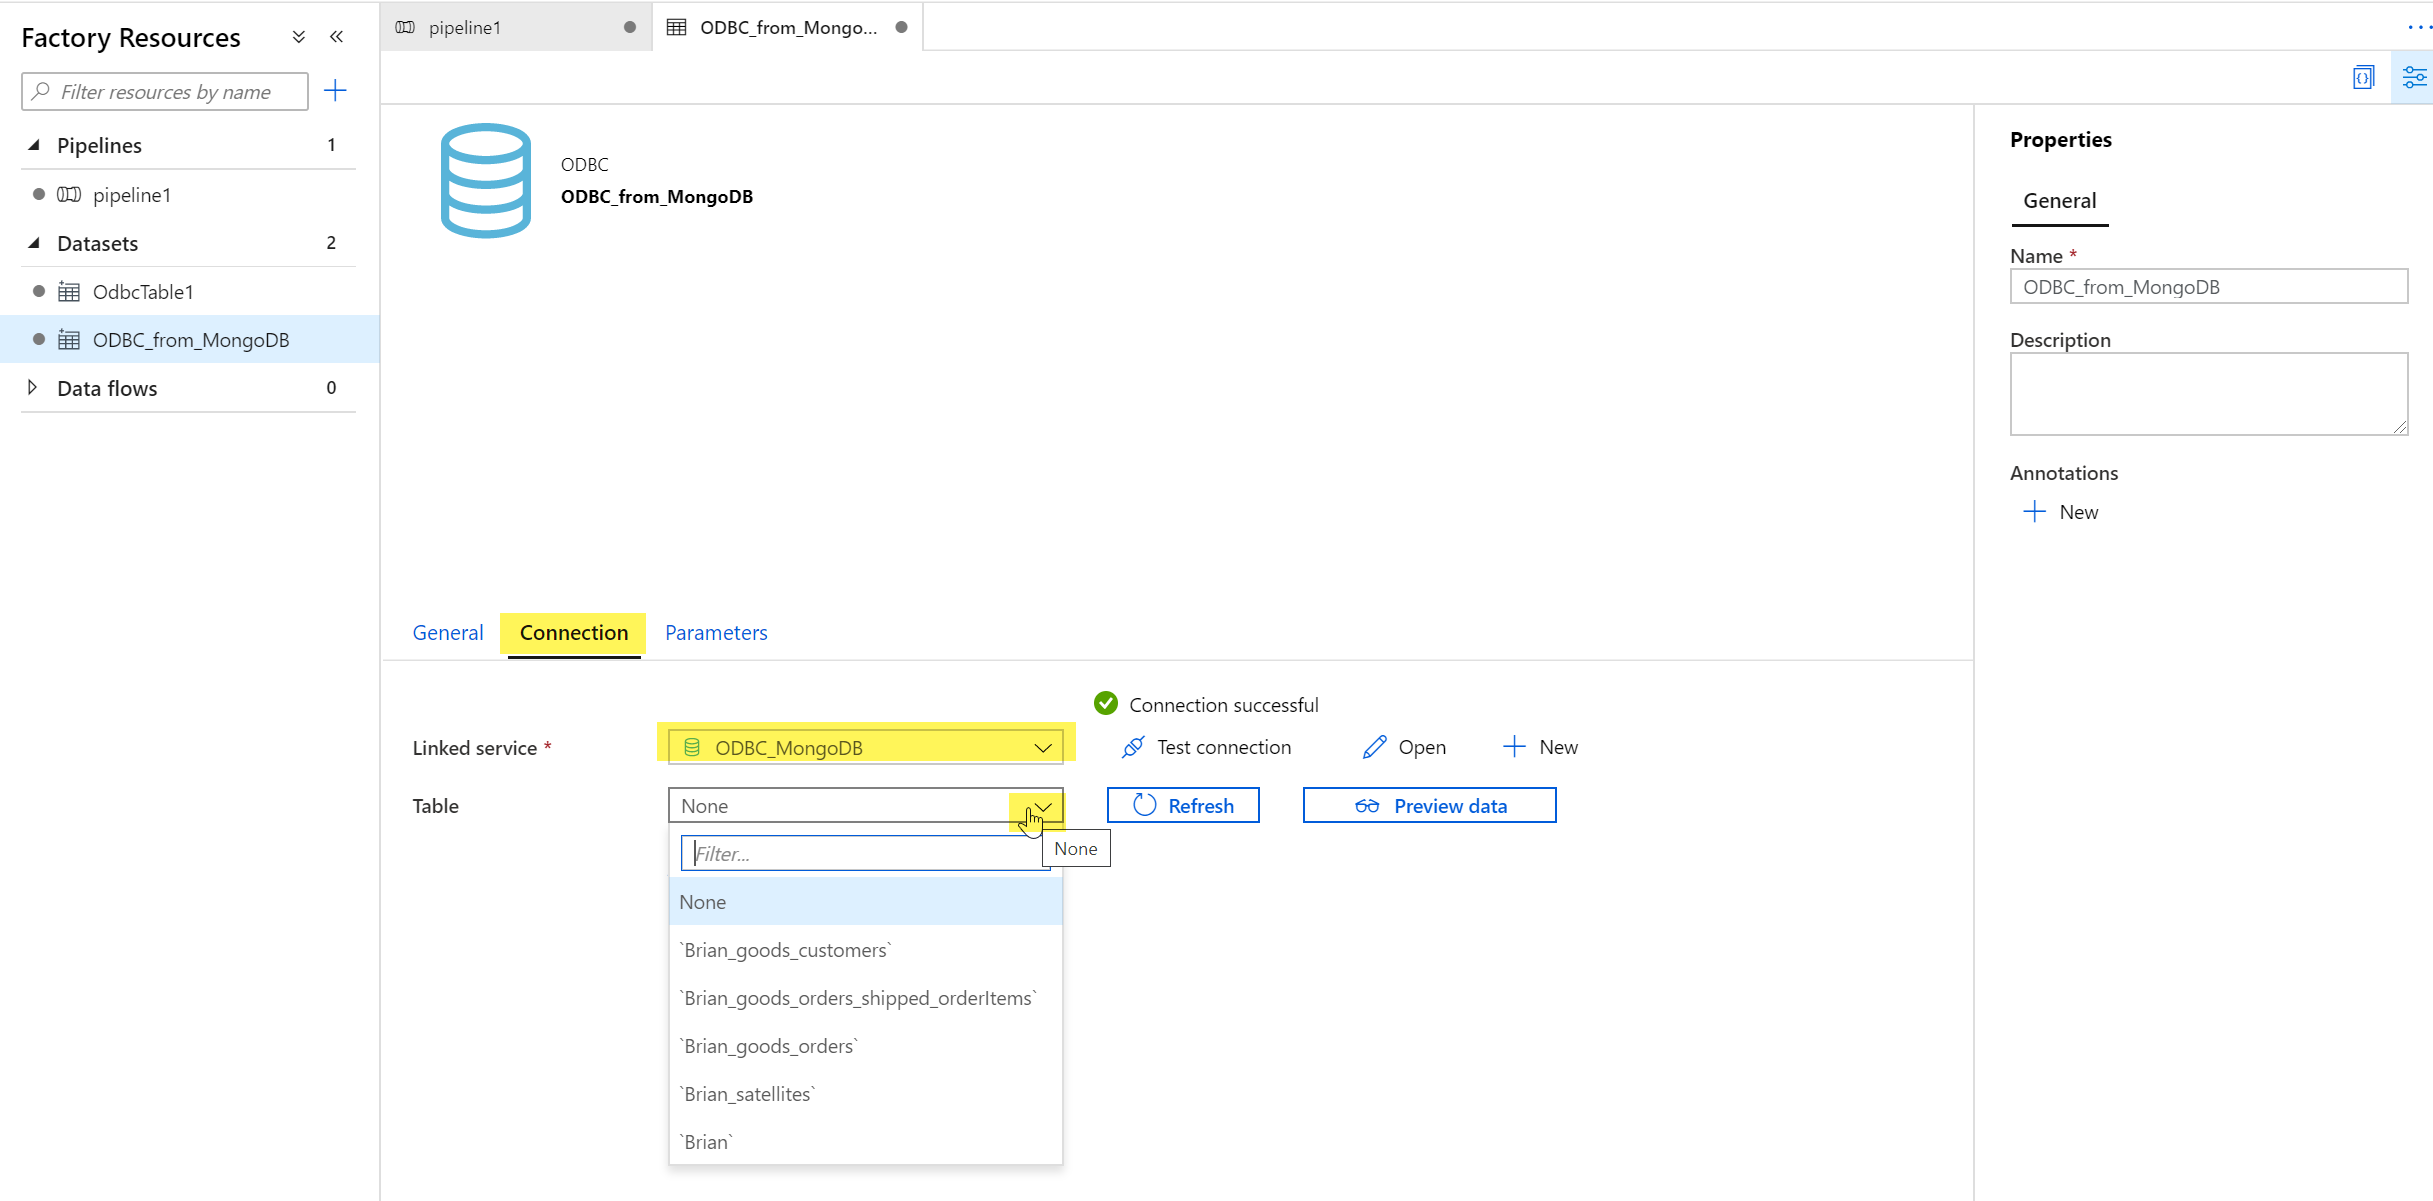 Factory Resources
Filter resources by name
Pipelines 1
pipeline1
Datasets 2
OdbcTable1
ODBC_from_MongoDB
Data flows 0
pipeline1
ODBC_from_Mongo...
ODBC
ODBC_from_MongoDB
General Connection Parameters
Connection successful
Linked service * ODBC_MongoDB Test connection Open New
Table None Refresh Preview data
Filter...
None
None
`Brian_goods_customers`
`Brian_goods_orders_shipped_orderItems`
`Brian_goods_orders`
`Brian_satellites`
`Brian`
Properties
General
Name *
ODBC_from_MongoDB
Description
Annotations
New